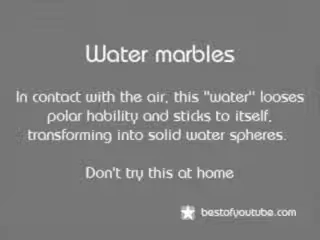 Water marbles
In contact with the air, this "water" looses
polar hability and sticks to itself,
transforming into solid water spheres.
Don't try this at home
bestofyoutube.com